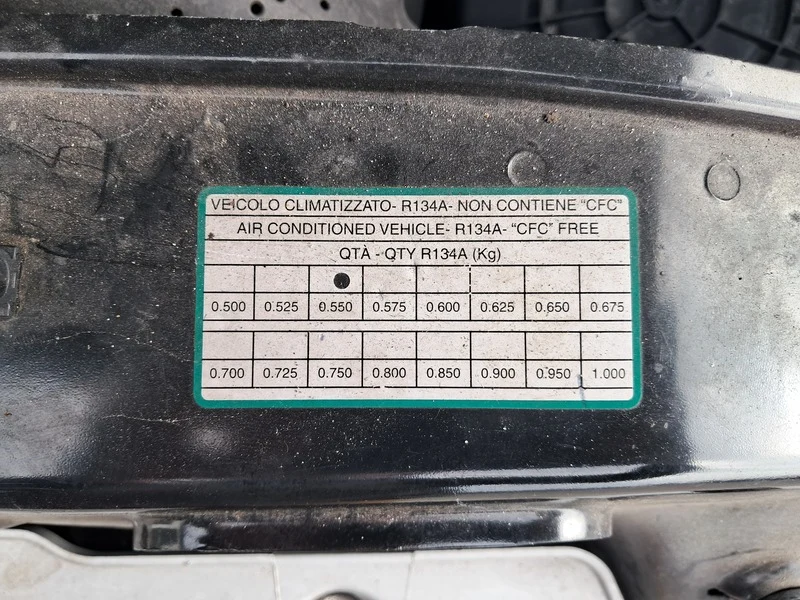 VEICOLO CLIMATIZZATO- R134A- NON CONTIENE "CFC"
AIR CONDITIONED VEHICLE- R134A- "CFC" FREE
QTÀ - QTY R134A (Kg)
0.500 0.525 0.550 0.575 0.600 0.625 0.650 0.675
0.700 0.725 0.750 0.800 0.850 0.900 0.950 1.000